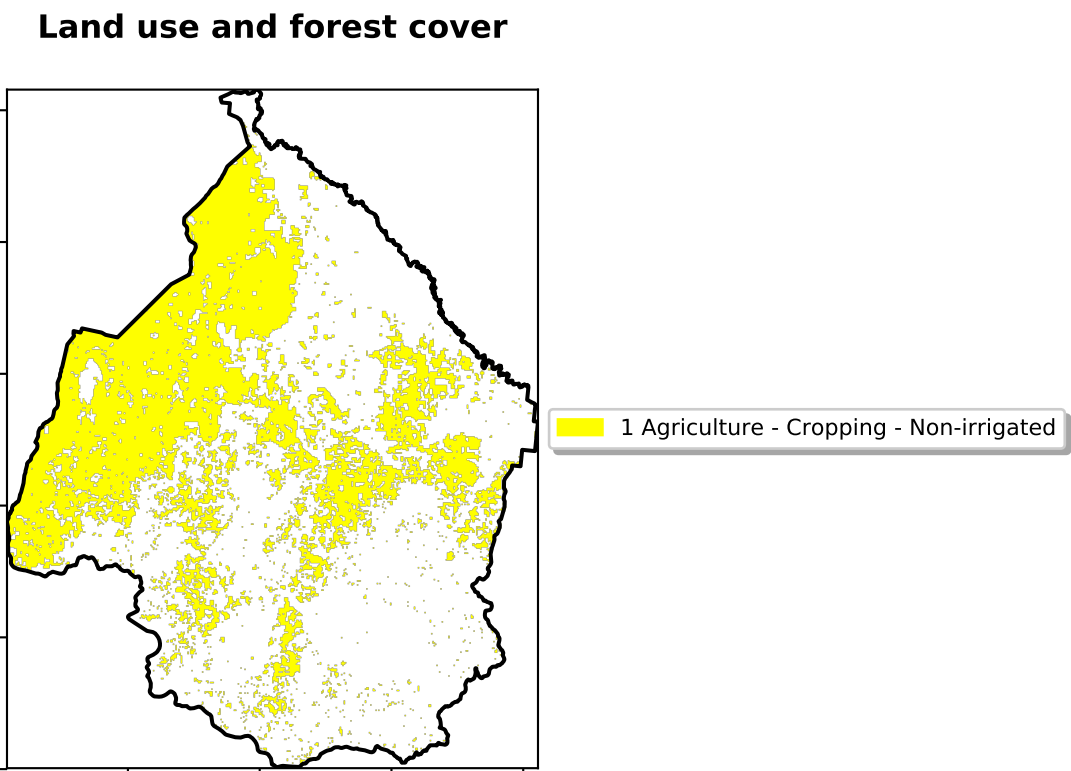 Land use and forest cover
1 Agriculture - Cropping - Non-irrigated